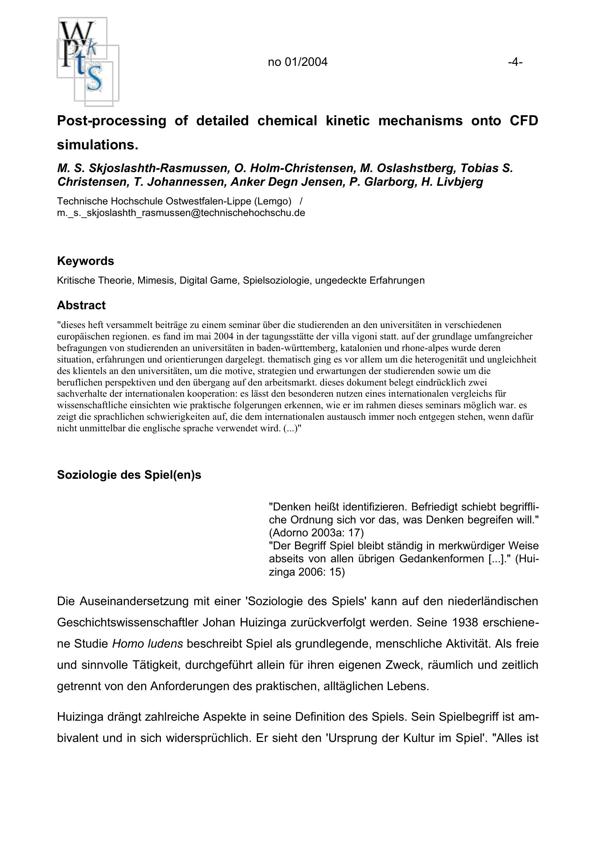 W
Pk
ts
S
no 01/2004 -4-
Post-processing of detailed chemical kinetic mechanisms onto CFD
simulations.
M. S. Skjoslashth-Rasmussen, O. Holm-Christensen, M. Oslashstberg, Tobias S.
Christensen, T. Johannessen, Anker Degn Jensen, P. Glarborg, H. Livbjerg
Technische Hochschule Ostwestfalen-Lippe (Lemgo) /
m._s._skjoslashth_rasmussen@technischehochschu.de
Keywords
Kritische Theorie, Mimesis, Digital Game, Spielsoziologie, ungedeckte Erfahrungen
Abstract
"dieses heft versammelt beiträge zu einem seminar über die studierenden an den universitäten in verschiedenen
europäischen regionen. es fand im mai 2004 in der tagungsstätte der villa vigoni statt. auf der grundlage umfangreicher
befragungen von studierenden an universitäten in baden-württemberg, katalonien und rhone-alpes wurde deren
situation, erfahrungen und orientierungen dargelegt. thematisch ging es vor allem um die heterogenität und ungleichheit
des klientels an den universitäten, um die motive, strategien und erwartungen der studierenden sowie um die
beruflichen perspektiven und den übergang auf den arbeitsmarkt. dieses dokument belegt eindrücklich zwei
sachverhalte der internationalen kooperation: es lässt den besonderen nutzen eines internationalen vergleichs für
wissenschaftliche einsichten wie praktische folgerungen erkennen, wie er im rahmen dieses seminars möglich war. es
zeigt die sprachlichen schwierigkeiten auf, die dem internationalen austausch immer noch entgegen stehen, wenn dafür
nicht unmittelbar die englische sprache verwendet wird. (...)"
Soziologie des Spiel(en)s
"Denken heißt identifizieren. Befriedigt schiebt begriffli-
che Ordnung sich vor das, was Denken begreifen will."
(Adorno 2003a: 17)
"Der Begriff Spiel bleibt ständig in merkwürdiger Weise
abseits von allen übrigen Gedankenformen [...]." (Hui-
zinga 2006: 15)
Die Auseinandersetzung mit einer 'Soziologie des Spiels' kann auf den niederländischen
Geschichtswissenschaftler Johan Huizinga zurückverfolgt werden. Seine 1938 erschiene-
ne Studie Homo ludens beschreibt Spiel als grundlegende, menschliche Aktivität. Als freie
und sinnvolle Tätigkeit, durchgeführt allein für ihren eigenen Zweck, räumlich und zeitlich
getrennt von den Anforderungen des praktischen, alltäglichen Lebens.
Huizinga drängt zahlreiche Aspekte in seine Definition des Spiels. Sein Spielbegriff ist am-
bivalent und in sich widersprüchlich. Er sieht den 'Ursprung der Kultur im Spiel'. "Alles ist